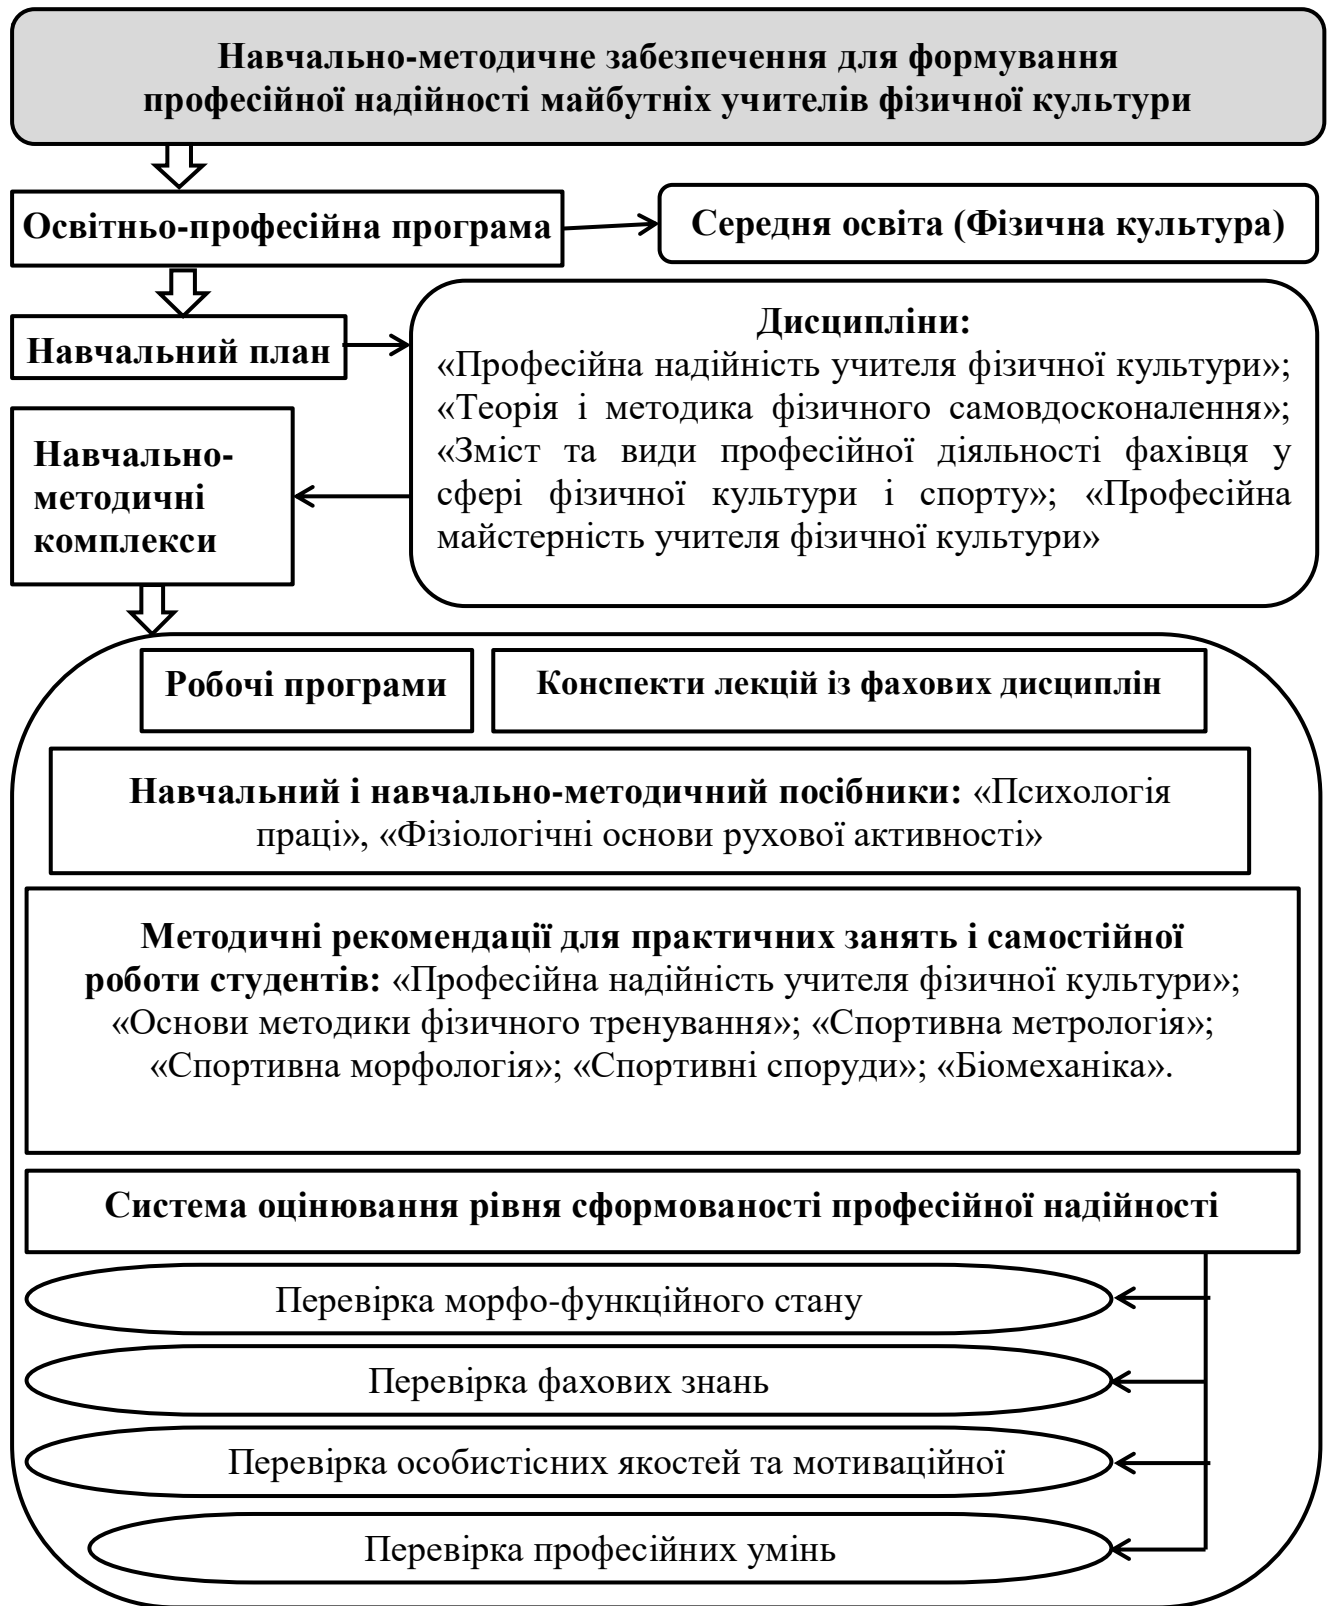 Навчально-методичне забезпечення для формування
професійної надійності майбутніх учителів фізичної культури
Освітньо-професійна програма
Середня освіта (Фізична культура)
Навчальний план
Дисципліни:
«Професійна надійність учителя фізичної культури»;
«Теорія і методика фізичного самовдосконалення»;
«Зміст та види професійної діяльності фахівця у
сфері фізичної культури і спорту»; «Професійна
майстерність учителя фізичної культури»
Навчально-
методичні
комплекси
Робочі програми
Конспекти лекцій із фахових дисциплін
Навчальний і навчально-методичний посібники: «Психологія
праці», «Фізіологічні основи рухової активності»
Методичні рекомендації для практичних занять і самостійної
роботи студентів: «Професійна надійність учителя фізичної культури»;
«Основи методики фізичного тренування»; «Спортивна метрологія»;
«Спортивна морфологія»; «Спортивні споруди»; «Біомеханіка».
Система оцінювання рівня сформованості професійної надійності
Перевірка морфо-функційного стану
Перевірка фахових знань
Перевірка особистісних якостей та мотиваційної
Перевірка професійних умінь